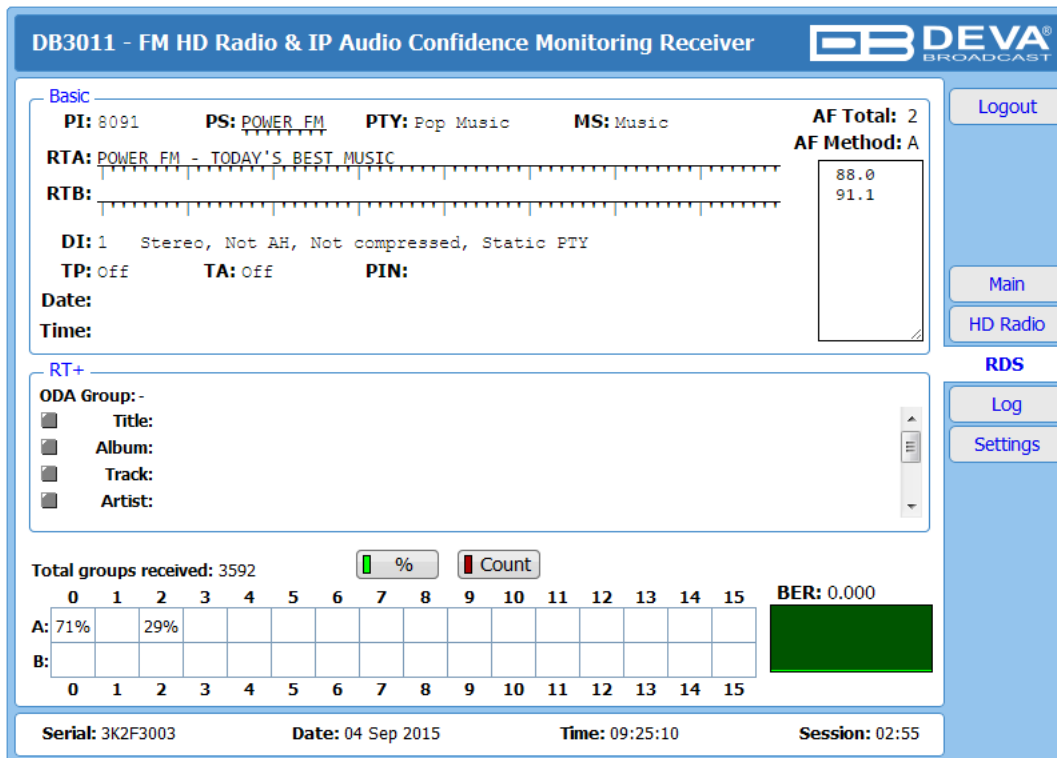 DB3011 - FM HD Radio & IP Audio Confidence Monitoring Receiver
DEVA®
BROADCAST
Basic
PI: 8091 PS: POWER FM PTY: Pop Music MS: Music
AF Total: 2
AF Method: A
RTA: POWER FM - TODAY'S BEST MUSIC
88.0
91.1
RTB:
DI: 1 Stereo, Not AH, Not compressed, Static PTY
TP: Off TA: Off PIN:
Date:
Time:
Logout
Main
HD Radio
RDS
Log
Settings
RT+
ODA Group: -
Title:
Album:
Track:
Artist:
Total groups received: 3592
%
Count
BER: 0.000
0 1 2 3 4 5 6 7 8 9 10 11 12 13 14 15
A: 71% 29%
B:
0 1 2 3 4 5 6 7 8 9 10 11 12 13 14 15
Serial: 3K2F3003 Date: 04 Sep 2015 Time: 09:25:10 Session: 02:55